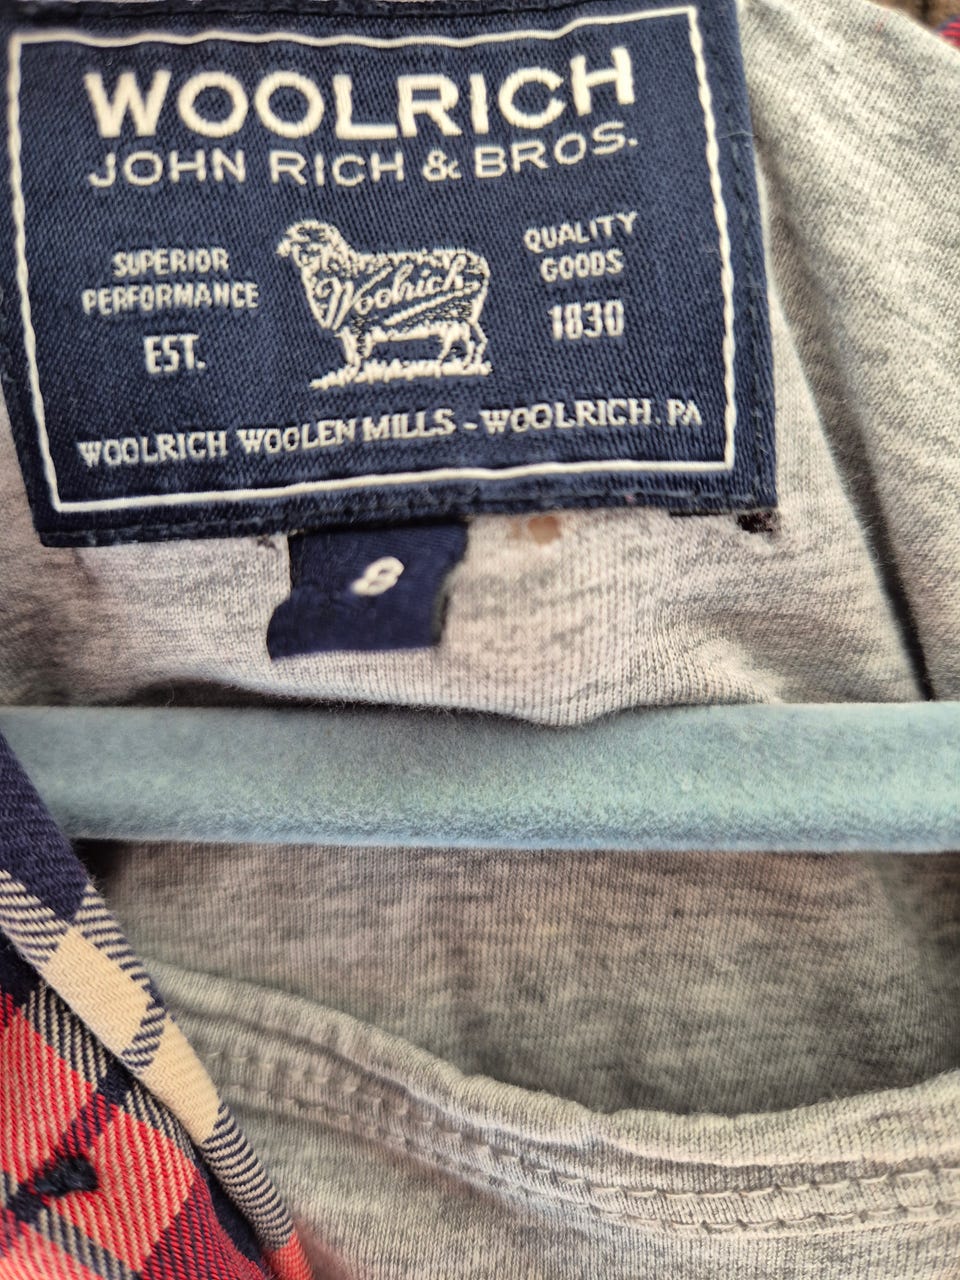 WOOLRICH
JOHN RICH & BROS.
SUPERIOR
PERFORMANCE
EST.
Woolrich
QUALITY
GOODS
1830
WOOLRICH WOOLEN MILLS - WOOLRICH. PA